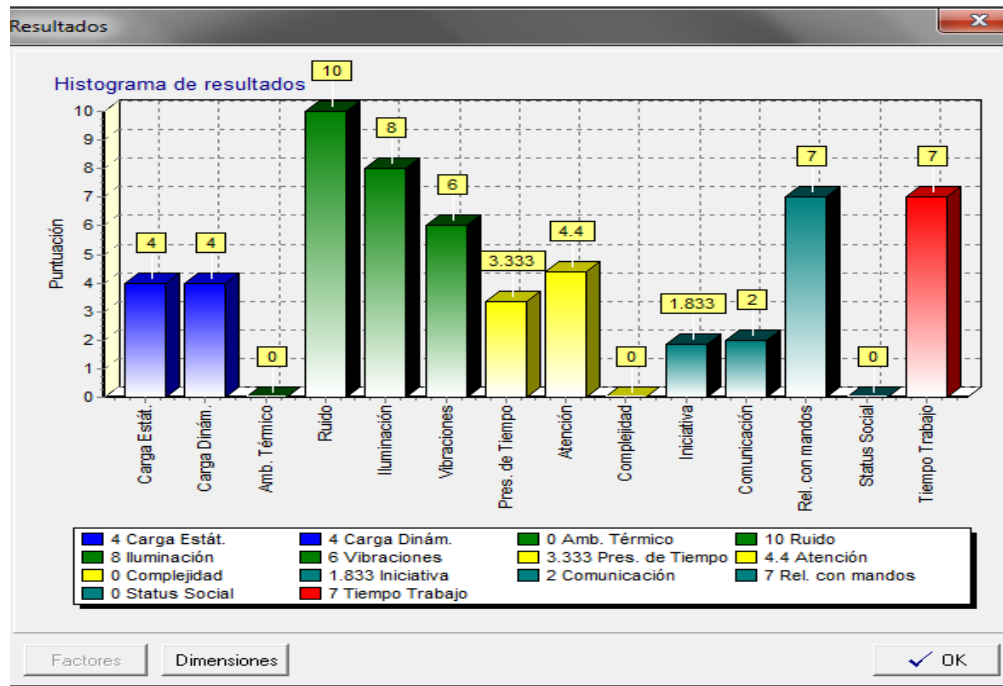 Resultados
Histograma de resultados
Puntuación
10
9
8
7
6
5
4
3
2
1
0
4
4
0
10
8
6
3.333
4.4
0
1.833
2
7
0
7
Carga Estát.
Carga Dinám.
Amb. Térmico
Ruido
Iluminación
Vibraciones
Pres. de Tiempo
Atención
Complejidad
Iniciativa
Comunicación
Rel. con mandos
Status Social
Tiempo Trabajo
4 Carga Estát. 4 Carga Dinám. 0 Amb. Térmico 10 Ruido
8 Iluminación 6 Vibraciones 3.333 Pres. de Tiempo 4.4 Atención
0 Complejidad 1.833 Iniciativa 2 Comunicación 7 Rel. con mandos
0 Status Social 7 Tiempo Trabajo
Factores Dimensiones OK